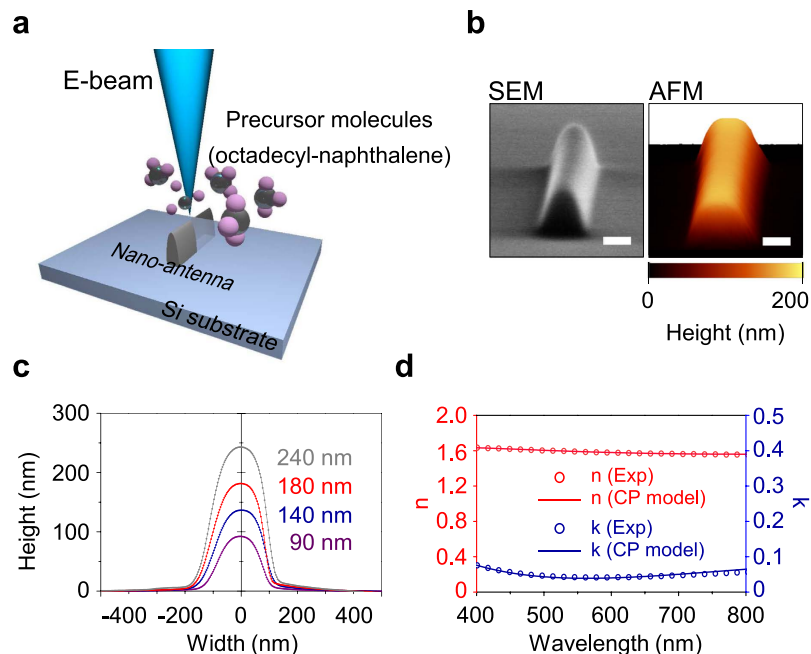 a
E-beam
Precursor molecules
(octadecyl-naphthalene)
Nano-antenna
Si substrate
b
SEM
AFM
0
200
Height (nm)
c
300
200
100
0
Height (nm)
240 nm
180 nm
140 nm
90 nm
-400 -200 0 200 400
Width (nm)
d
2.0
1.6
1.2
0.8
0.4
0
n
n (Exp)
n (CP model)
k (Exp)
k (CP model)
0.5
0.4
0.3
0.2
0.1
0
k
400 500 600 700 800
Wavelength (nm)